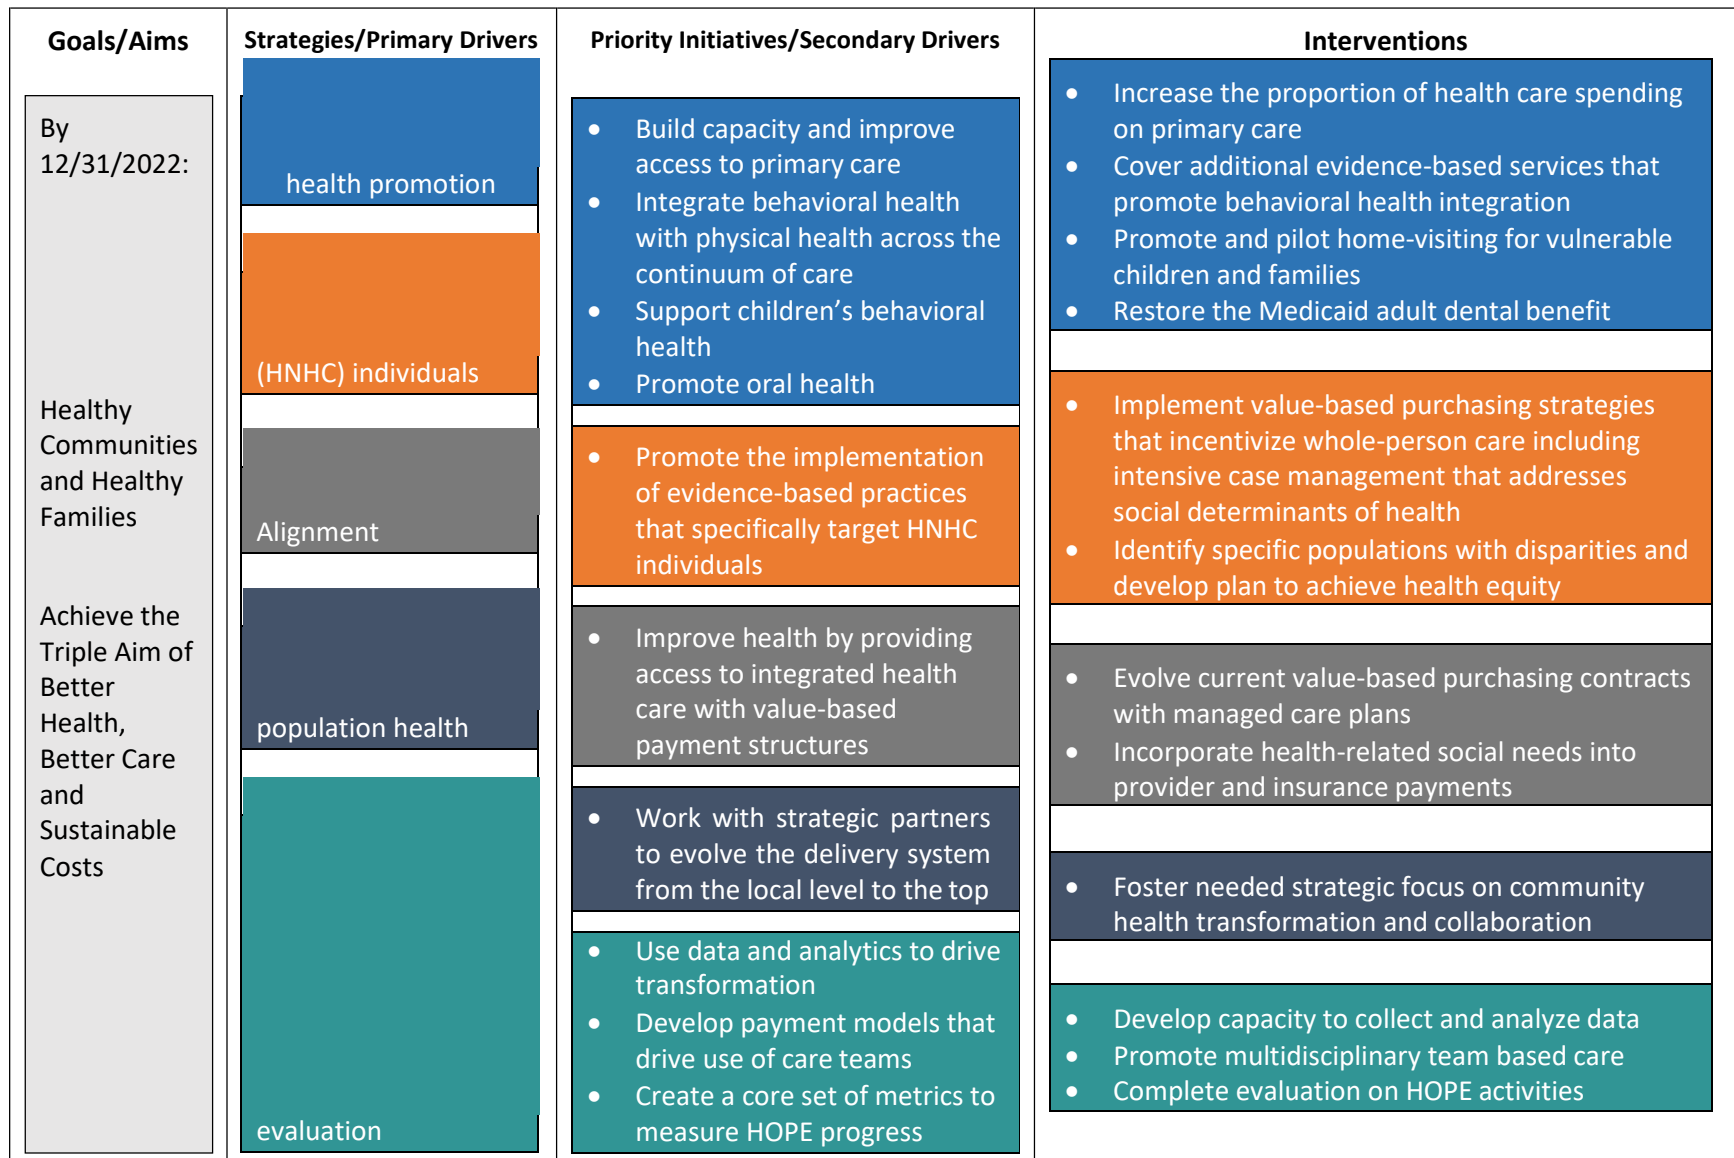 Goals/Aims
Strategies/Primary Drivers
Priority Initiatives/Secondary Drivers
Interventions
By
12/31/2022:
Healthy
Communities
and Healthy
Families
Achieve the
Triple Aim of
Better
Health,
Better Care
and
Sustainable
Costs
health promotion
(HNHC) individuals
Alignment
population health
evaluation
• Build capacity and improve
access to primary care
• Integrate behavioral health
with physical health across the
continuum of care
• Support children’s behavioral
health
• Promote oral health
• Promote the implementation
of evidence-based practices
that specifically target HNHC
individuals
• Improve health by providing
access to integrated health
care with value-based
payment structures
• Work with strategic partners
to evolve the delivery system
from the local level to the top
• Use data and analytics to drive
transformation
• Develop payment models that
drive use of care teams
• Create a core set of metrics to
measure HOPE progress
• Increase the proportion of health care spending
on primary care
• Cover additional evidence-based services that
promote behavioral health integration
• Promote and pilot home-visiting for vulnerable
children and families
• Restore the Medicaid adult dental benefit
• Implement value-based purchasing strategies
that incentivize whole-person care including
intensive case management that addresses
social determinants of health
• Identify specific populations with disparities and
develop plan to achieve health equity
• Evolve current value-based purchasing contracts
with managed care plans
• Incorporate health-related social needs into
provider and insurance payments
• Foster needed strategic focus on community
health transformation and collaboration
• Develop capacity to collect and analyze data
• Promote multidisciplinary team based care
• Complete evaluation on HOPE activities